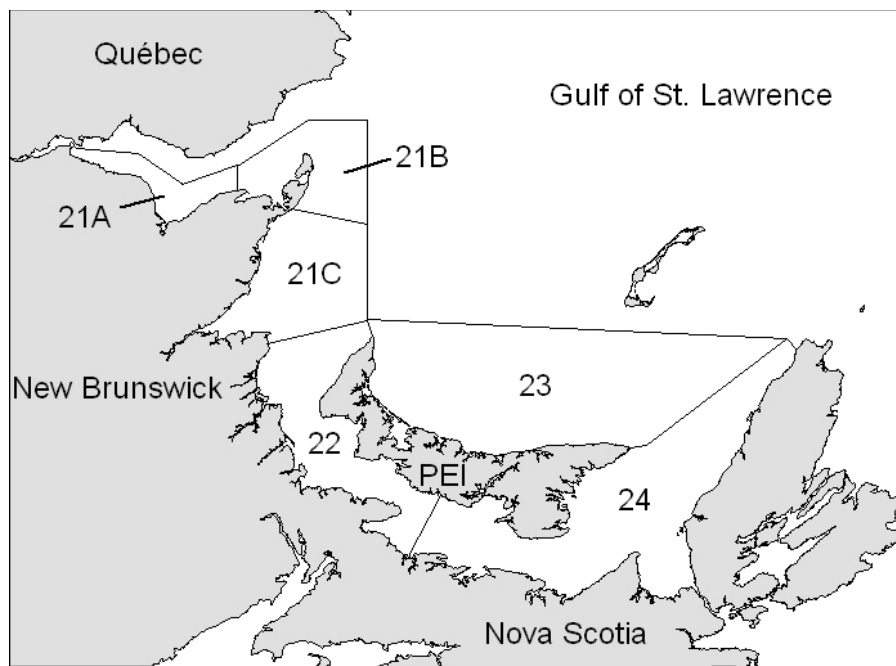 Québec
Gulf of St. Lawrence
21B
21A
21C
New Brunswick
23
22
PEI
24
Nova Scotia